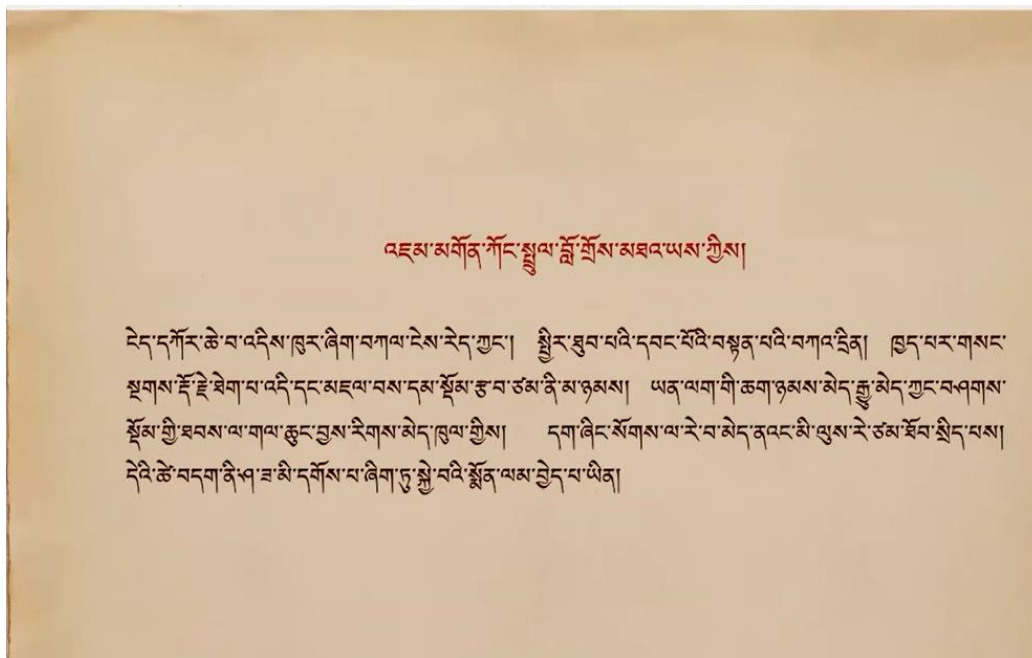 འཇམ་མགོན་ཀོང་སྤྲུལ་བློ་གྲོས་མཐའ་ཡས་ཀྱིས།
ངེད་དཀོར་ཆེ་བ་འདིས་ཁུར་ཞིག་བཀལ་ངེས་རེད་ཀྱང་། སྤྱིར་ཐུབ་པའི་དབང་པོའི་བསྟན་པའི་བཀའ་དྲིན། ཁྱད་པར་གསང་
སྔགས་རྡོ་རྗེ་ཐེག་པ་འདི་དང་མཇལ་བས་དམ་སྡོམ་རྩ་བ་ཙམ་ནི་མ་ཉམས། ཡན་ལག་གི་ཆག་ཉམས་མེད་རྒྱུ་མེད་ཀྱང་བཤགས་
སྡོམ་གྱི་ཐབས་ལ་གལ་ཆུང་བྱས་རིགས་མེད་ཁུལ་གྱིས། དག་ཞིང་སོགས་ལ་རེ་བ་མེད་ནའང་མི་ལུས་རེ་ཙམ་ཐོབ་སྲིད་པས།
དེའི་ཚེ་བདག་ནི་ཤ་ཟ་མི་དགོས་པ་ཞིག་ཏུ་སྐྱེ་བའི་སྨོན་ལམ་བྱེད་པ་ཡིན།